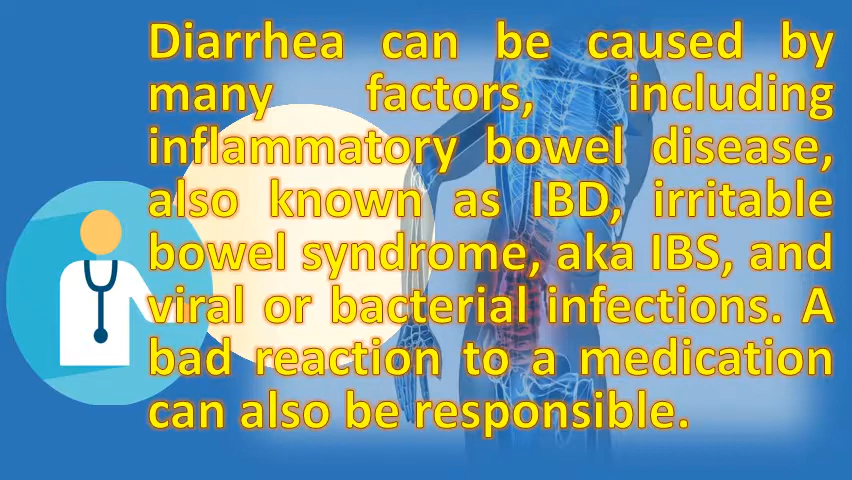 Diarrhea can be caused by
many factors, including
inflammatory bowel disease,
also known as IBD, irritable
bowel syndrome, aka IBS, and
viral or bacterial infections. A
bad reaction to a medication
can also be responsible.